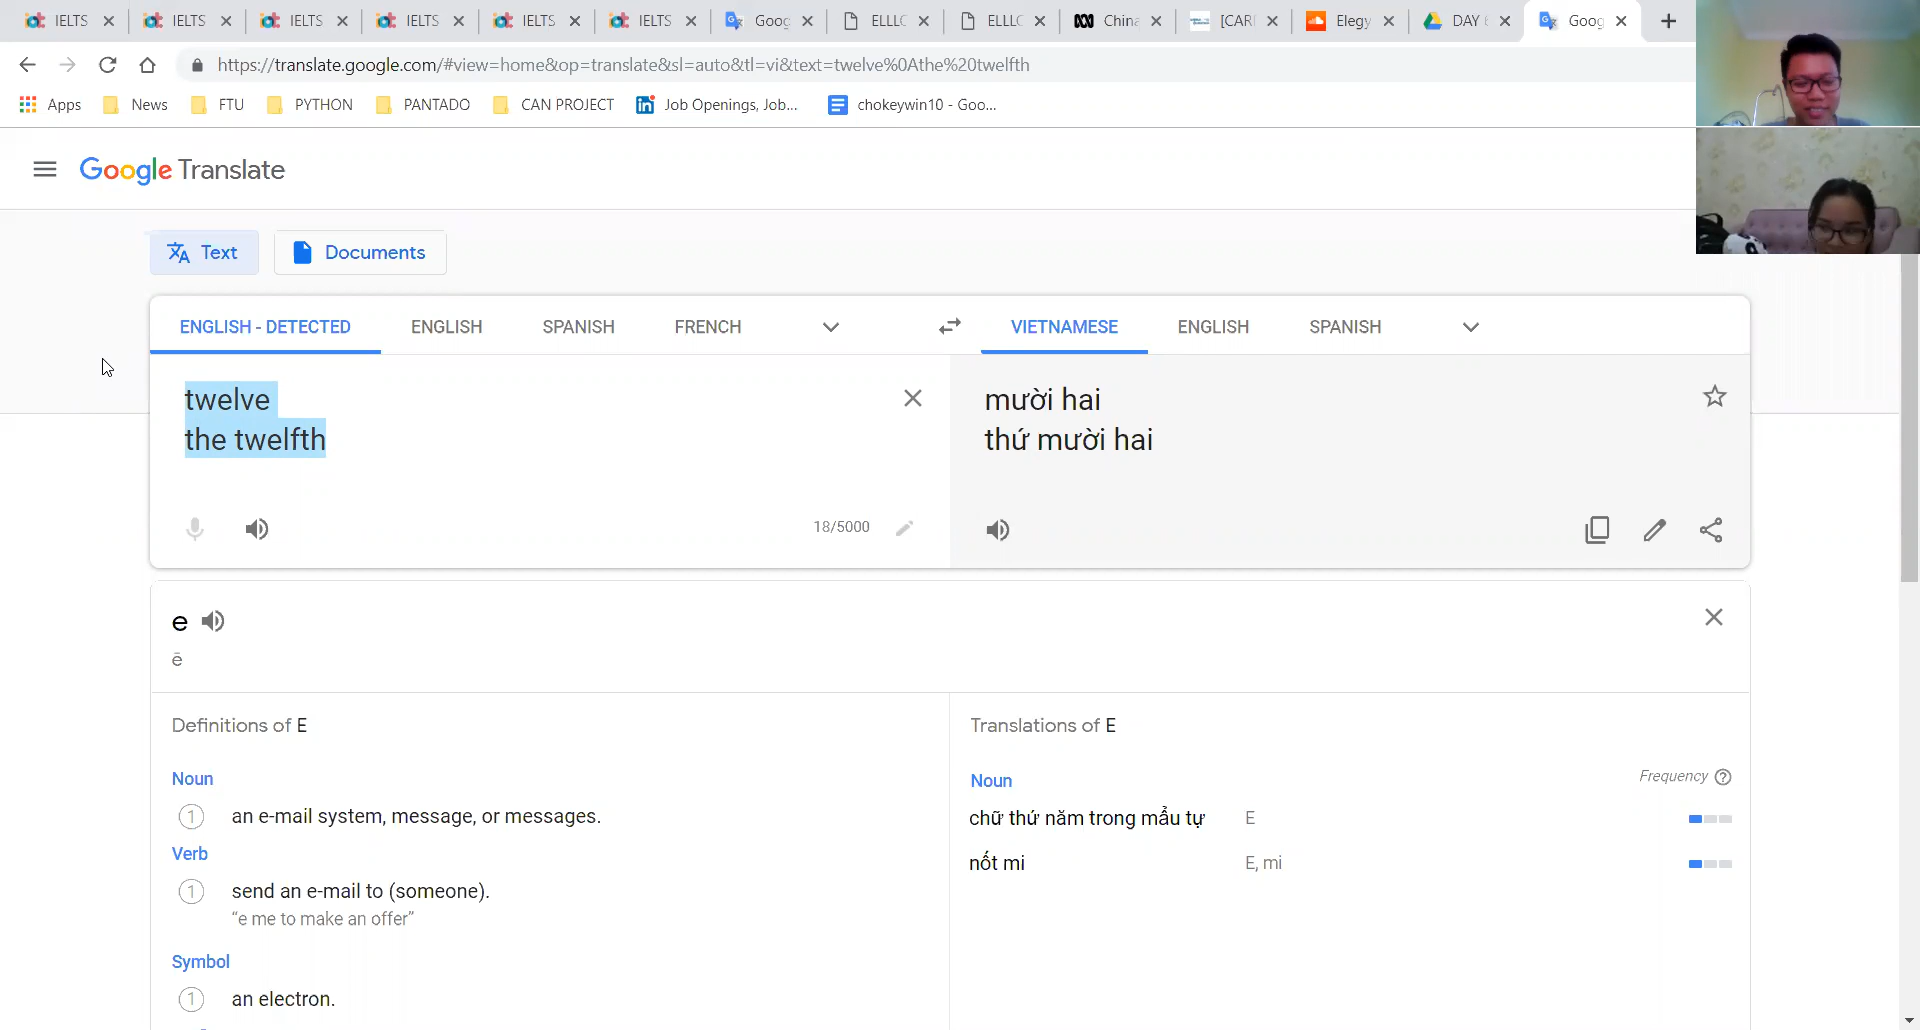 IELTS IELTS IELTS IELTS IELTS IELTS Goog ELLLC ELLLC China [CAR Elegy DAY Goog
https://translate.google.com/#view=home&op=translate&sl=auto&tl=vi&text=twelve%0Athe%20twelfth
Apps News FTU PYTHON PANTADO CAN PROJECT Job Openings, Job... chokeywin10 - Goo...
Google Translate
Text Documents
ENGLISH - DETECTED ENGLISH SPANISH FRENCH VIETNAMESE ENGLISH SPANISH
twelve
the twelfth
mười hai
thứ mười hai
18/5000
e
ē
Definitions of E
Noun
1 an e-mail system, message, or messages.
Verb
1 send an e-mail to (someone).
“e me to make an offer”
Symbol
1 an electron.
Translations of E
Noun Frequency
chữ thứ năm trong mẩu tự E
nốt mi E, mi